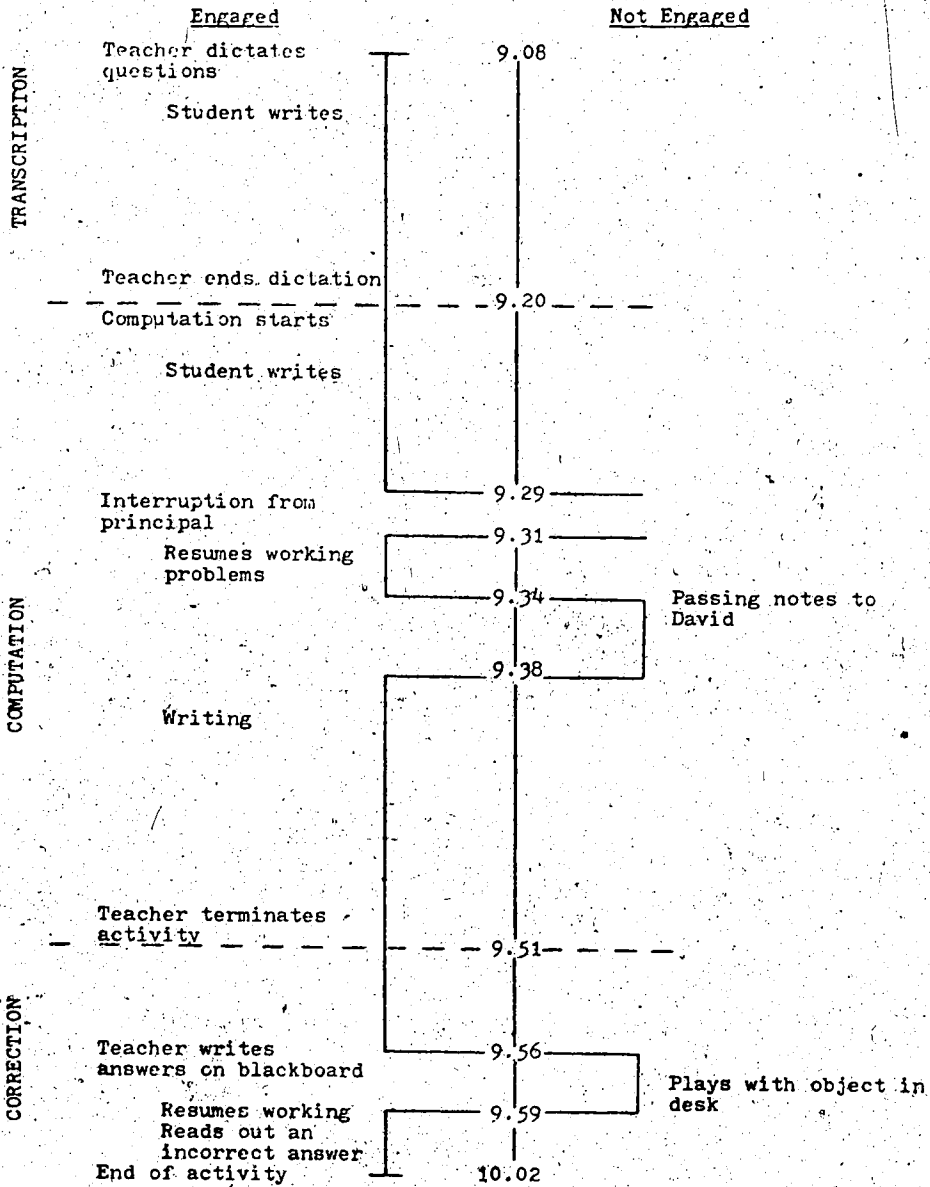 Engaged Not Engaged
Teacher dictates 9.08
questions
Student writes
TRANSCRIPTION
Teacher ends dictation
9.20
Computation starts
Student writes
9.29
Interruption from
principal
9.31
Resumes working
problems
9.34 Passing notes to
David
COMPUTATION
9.38
Writing
Teacher terminates
activity
9.51
CORRECTION
Teacher writes 9.56
answers on blackboard
Plays with object in
desk
Resumes working 9.59
Reads out an
incorrect answer
End of activity 10.02